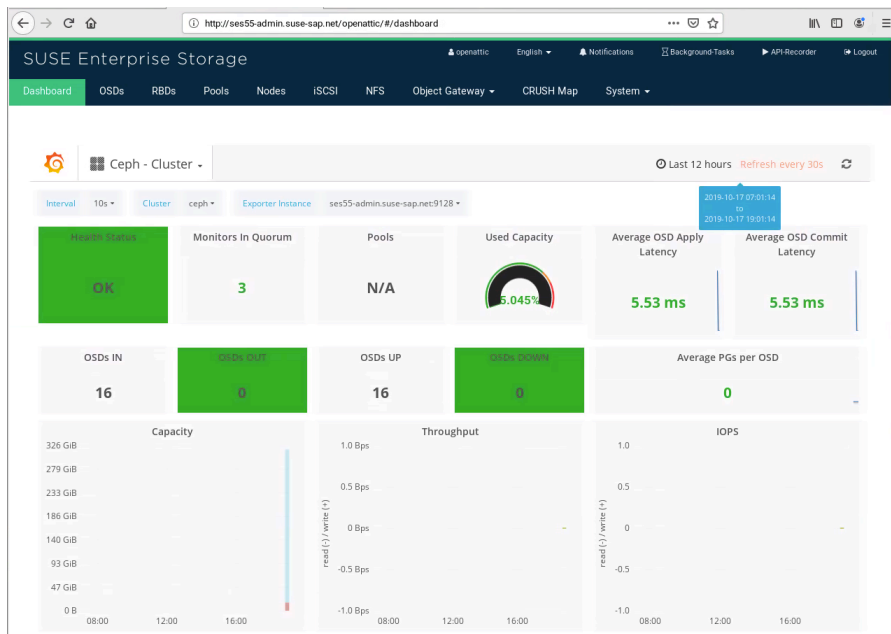 http://ses55-admin.suse-sap.net/openattic/#/dashboard
SUSE Enterprise Storage
openattic English Notifications Background-Tasks API-Recorder Logout
Dashboard OSDs RBDs Pools Nodes iSCSI NFS Object Gateway CRUSH Map System
Ceph - Cluster Last 12 hours Refresh every 30s
Interval 10s Cluster ceph Exporter Instance ses55-admin.suse-sap.net:9128
2019-10-17 07:01:14
to
2019-10-17 19:01:14
Health Status
OK
Monitors In Quorum
3
Pools
N/A
Used Capacity
5.045%
Average OSD Apply
Latency
5.53 ms
Average OSD Commit
Latency
5.53 ms
OSDs IN
16
OSDs OUT
0
OSDs UP
16
OSDs DOWN
0
Average PGs per OSD
0
Capacity
326 GiB
279 GiB
233 GiB
186 GiB
140 GiB
93 GiB
47 GiB
0 B
08:00 12:00 16:00
Throughput
read (-) / write (+)
1.0 Bps
0.5 Bps
0 Bps
-0.5 Bps
-1.0 Bps
08:00 12:00 16:00
IOPS
read (-) / write (+)
1.0
0.5
0
-0.5
-1.0
08:00 12:00 16:00